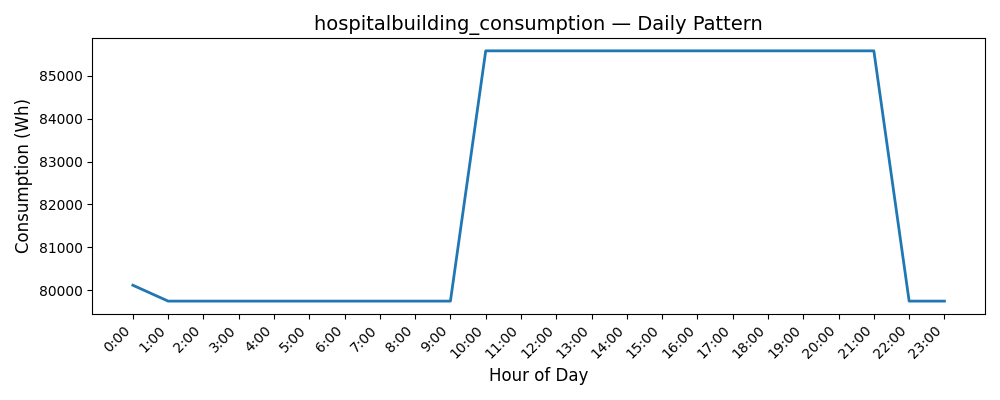 hospitalbuilding_consumption — Daily Pattern
Consumption (Wh)
85000
84000
83000
82000
81000
80000
0:00 1:00 2:00 3:00 4:00 5:00 6:00 7:00 8:00 9:00 10:00 11:00 12:00 13:00 14:00 15:00 16:00 17:00 18:00 19:00 20:00 21:00 22:00 23:00
Hour of Day